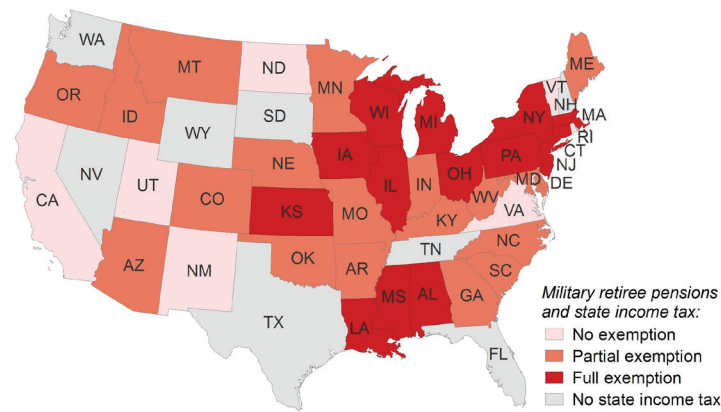 WA
ME
VT
MT
ND
MN
OR
NH
MA
ID
WI
NY
SD
MI
RI
WY
CT
IA
PA
NJ
NE
OH
NV
IL
IN
MD
DE
UT
WV
CA
CO
VA
KS
MO
KY
NC
TN
OK
AZ
NM
AR
SC
MS
AL
GA
Military retiree pensions
and state income tax:
LA
TX
No exemption
FL
Partial exemption
Full exemption
No state income tax